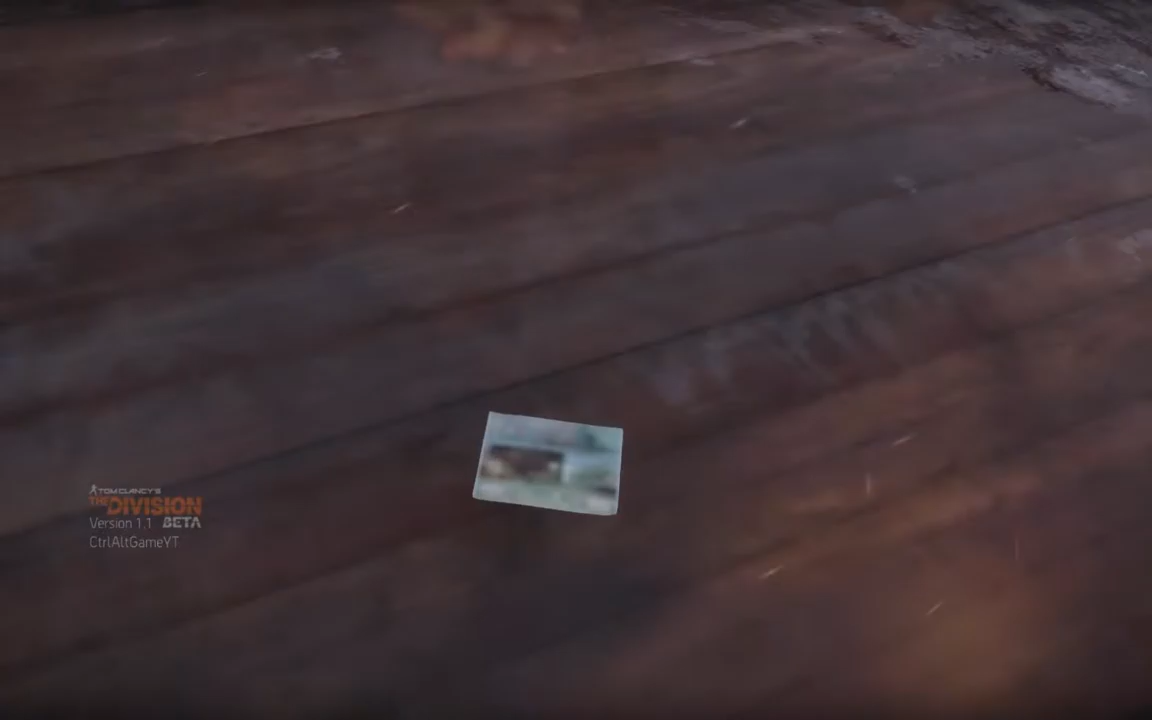 TOM CLANCY'S
THE DIVISION
Version 1.1 BETA
CtrlAltGameYT